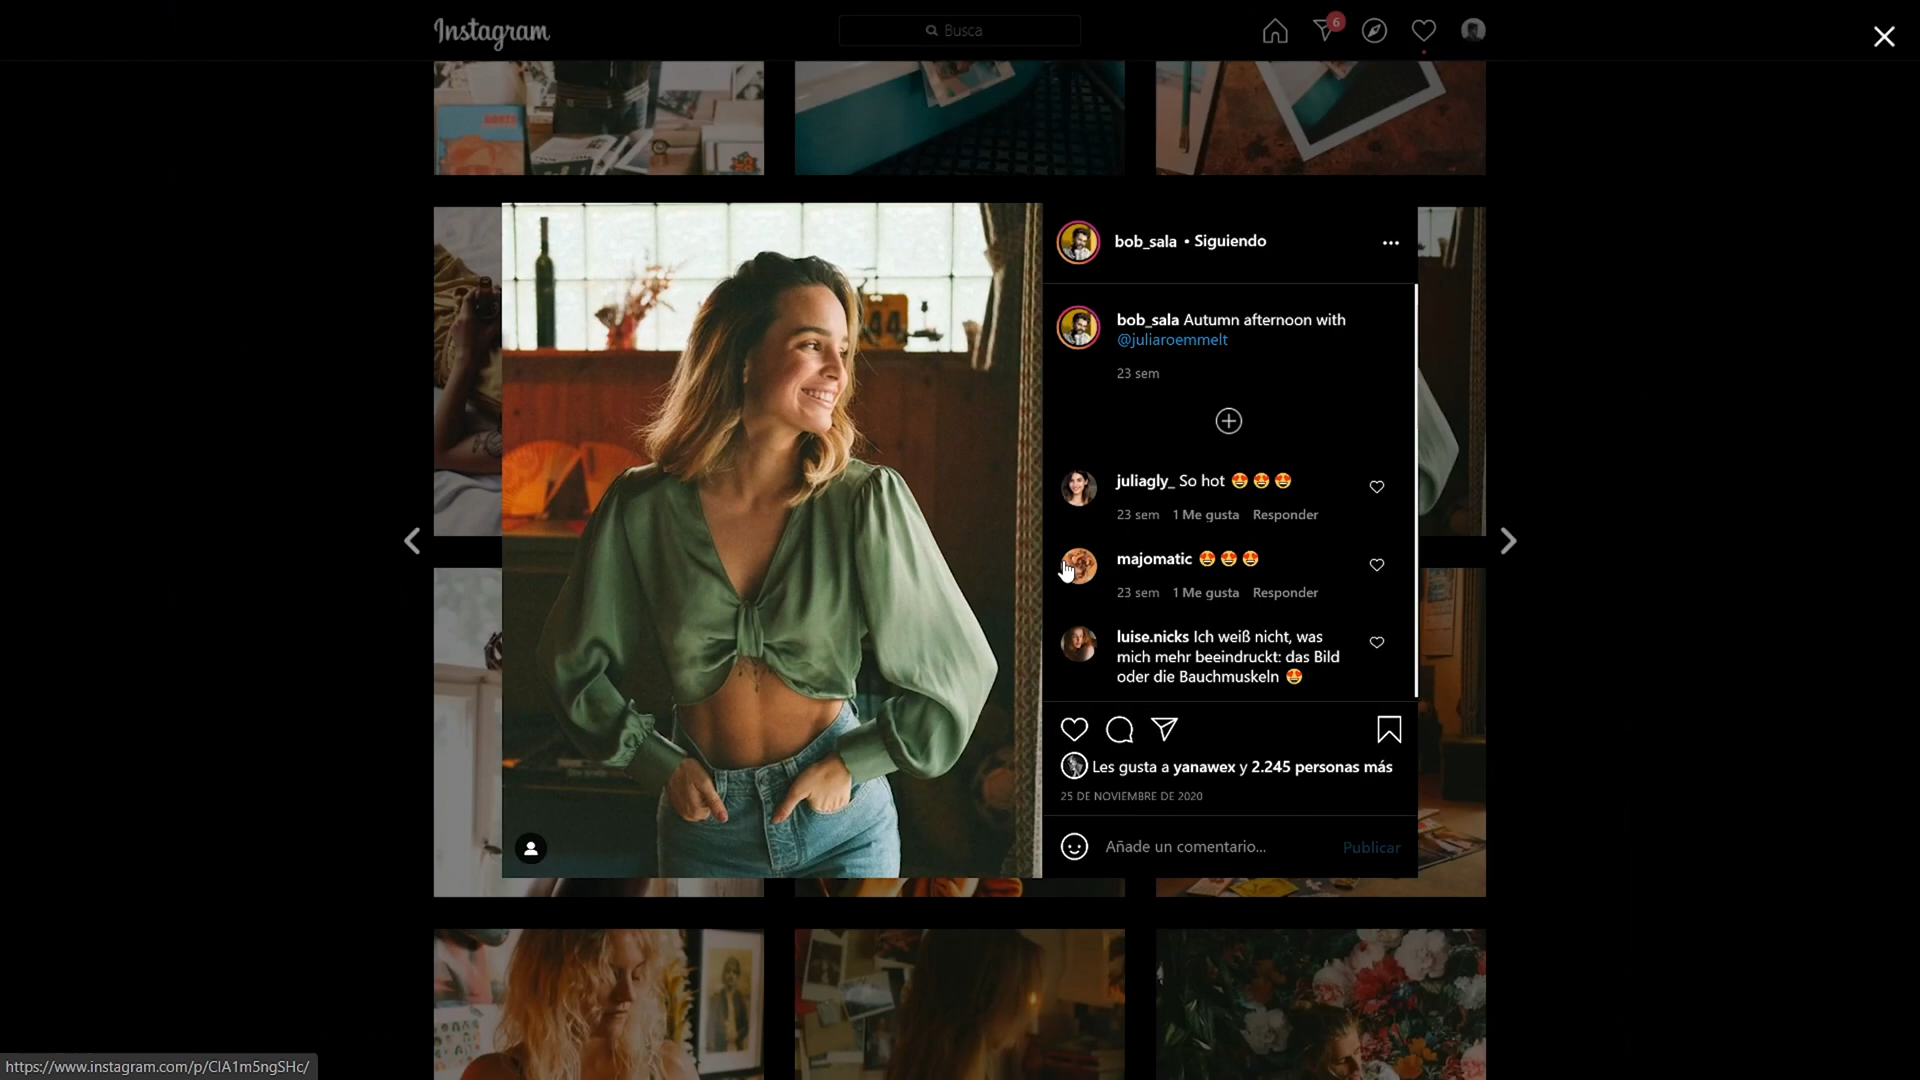 Instagram
Busca
6
bob_sala • Siguiendo
bob_sala Autumn afternoon with
@juliaroemmelt
23 sem
juliagly_ So hot 😍 😍 😍
23 sem 1 Me gusta Responder
majomatic 😍 😍 😍
23 sem 1 Me gusta Responder
luise.nicks Ich weiß nicht, was
mich mehr beeindruckt: das Bild
oder die Bauchmuskeln 😍
Les gusta a yanawex y 2.245 personas más
25 DE NOVIEMBRE DE 2020
Añade un comentario...
Publicar
44
https://www.instagram.com/p/CIA1m5ngSHc/